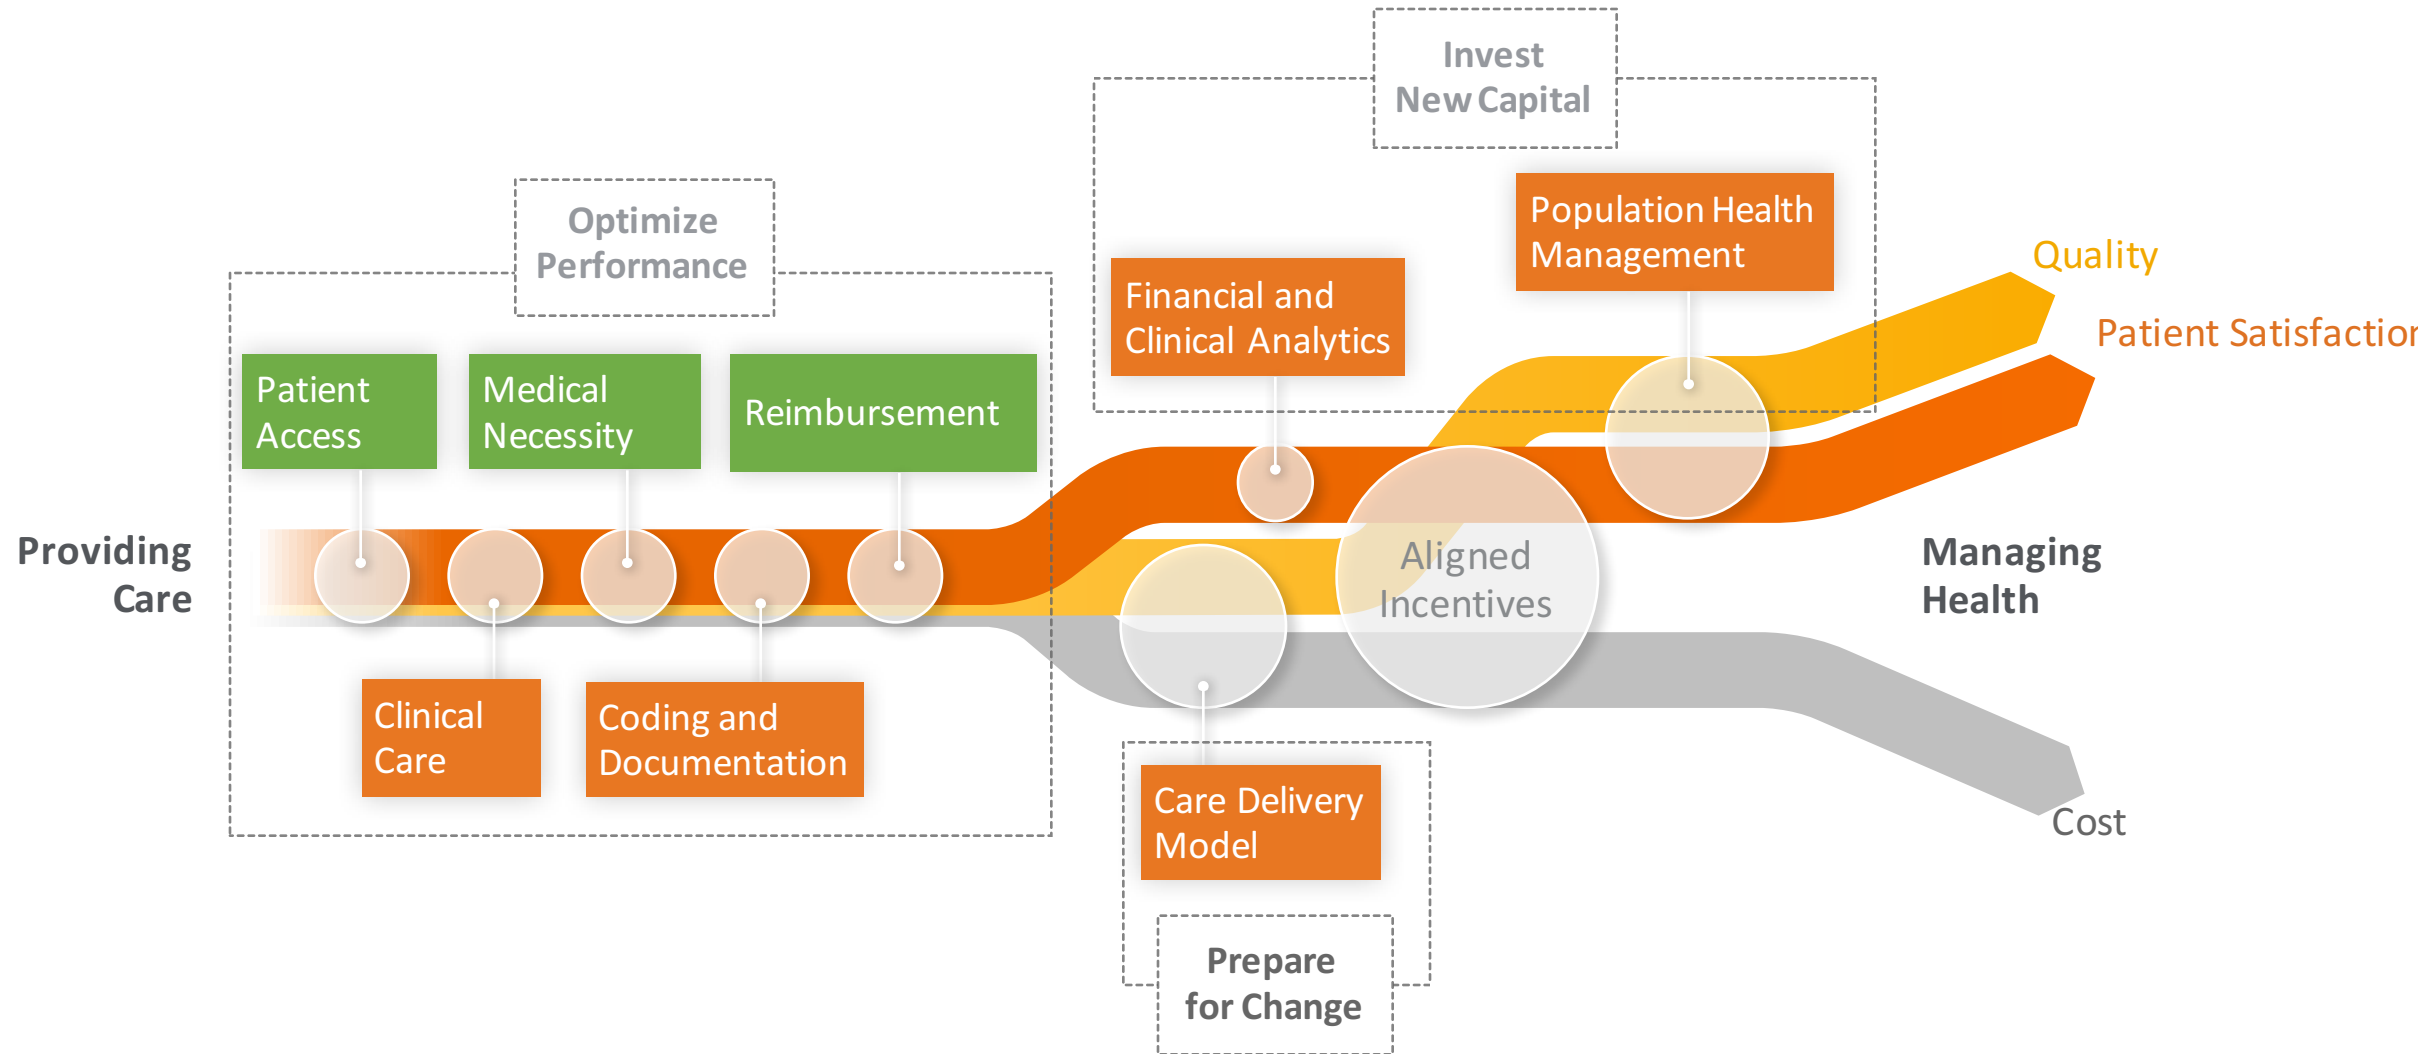 Invest
New Capital
Optimize
Performance
Population Health
Management
Financial and
Clinical Analytics
Quality
Patient Satisfaction
Patient
Access
Medical
Necessity
Reimbursement
Providing
Care
Aligned
Incentives
Managing
Health
Clinical
Care
Coding and
Documentation
Care Delivery
Model
Cost
Prepare
for Change